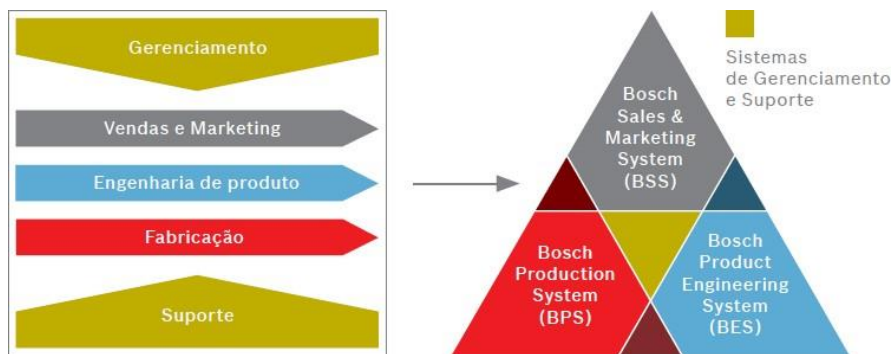 Gerenciamento
Vendas e Marketing
Engenharia de produto
Fabricação
Suporte
Bosch
Sales &
Marketing
System
(BSS)
Bosch
Production
System
(BPS)
Bosch
Product
Engineering
System
(BES)
Sistemas
de Gerenciamento
e Suporte